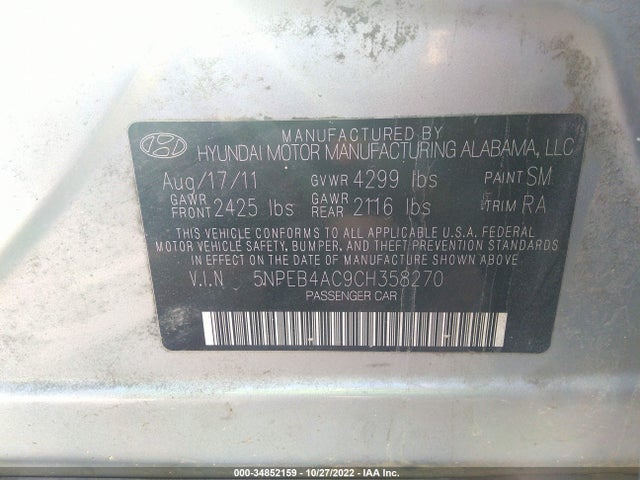 MANUFACTURED BY
HYUNDAI MOTOR MANUFACTURING ALABAMA, LLC
Aug/17/11 GVWR 4299 lbs PAINT SM
GAWR FRONT 2425 lbs GAWR REAR 2116 lbs TRIM RA
THIS VEHICLE CONFORMS TO ALL APPLICABLE U.S.A. FEDERAL
MOTOR VEHICLE SAFETY, BUMPER, AND THEFT PREVENTION STANDARDS
IN EFFECT ON THE DATE OF MANUFACTURE SHOWN ABOVE.
V.I.N 5NPEB4AC9CH358270
PASSENGER CAR
000-34852159 - 10/27/2022 - IAA Inc.